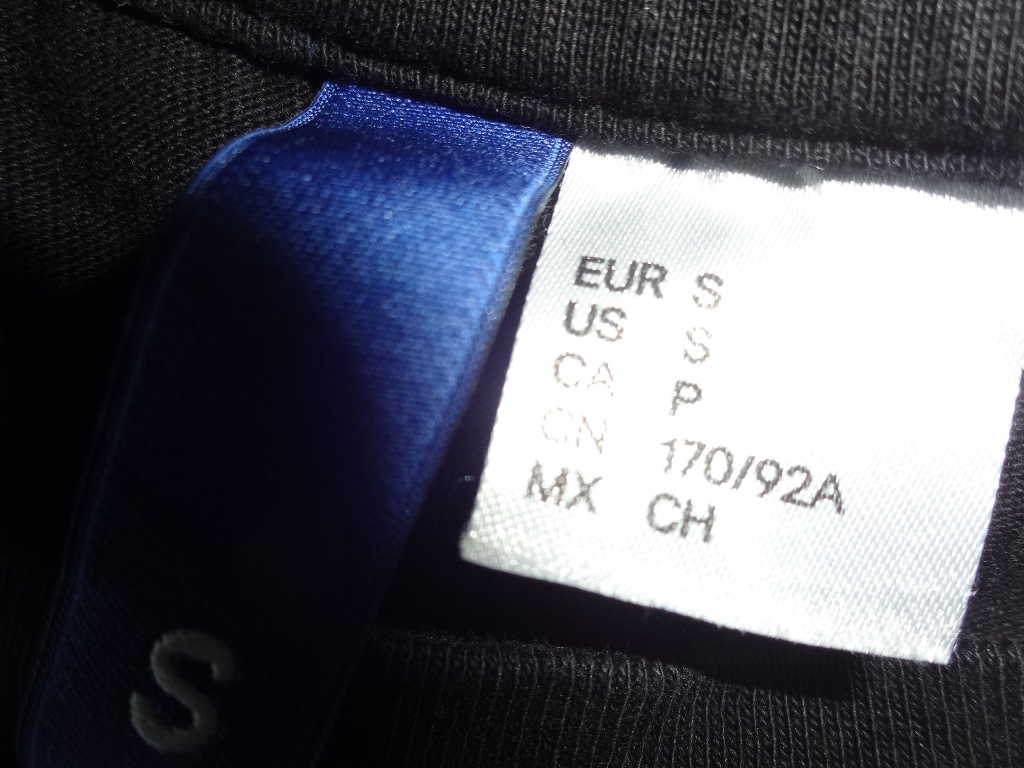 EUR S
US S
CA P
CN 170/92A
MX CH
S